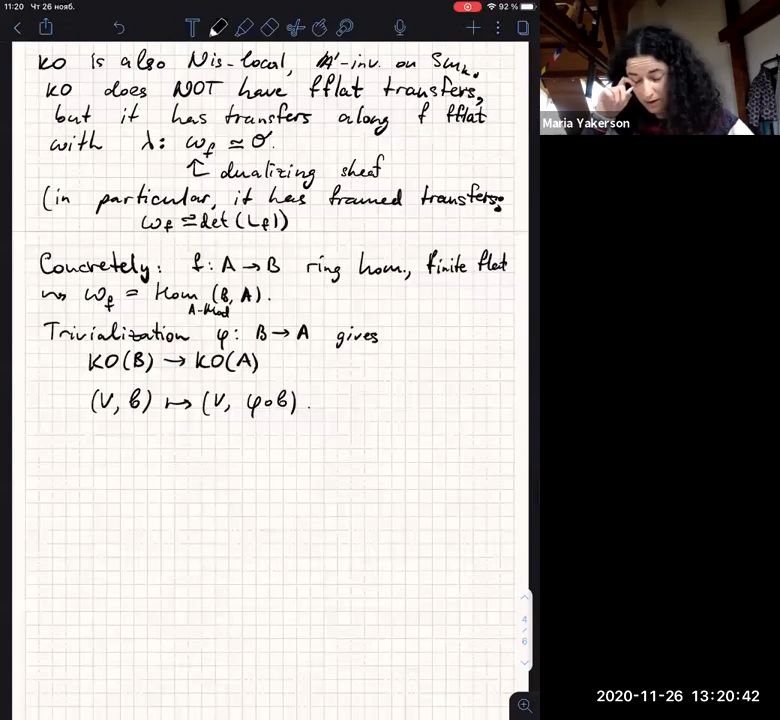 11:20 Чт 26 нояб.
92 %
KO is also Nis-local, A¹-inv. on Smₖ.
KO does NOT have fflat transfers,
but it has transfers along f fflat
with λ: ω_f ≃ O.
↑ dualizing sheaf
(in particular, it has framed transfers:
ω_f ≃ det(L_f))
Concretely: f: A → B ring hom., finite flat
⇝ ω_f = Hom_{A-Mod}(B, A).
Trivialization φ: B → A gives
KO(B) → KO(A)
(V, b) ↦ (V, φ∘b).
4
/
6
Maria Yakerson
2020-11-26 13:20:42